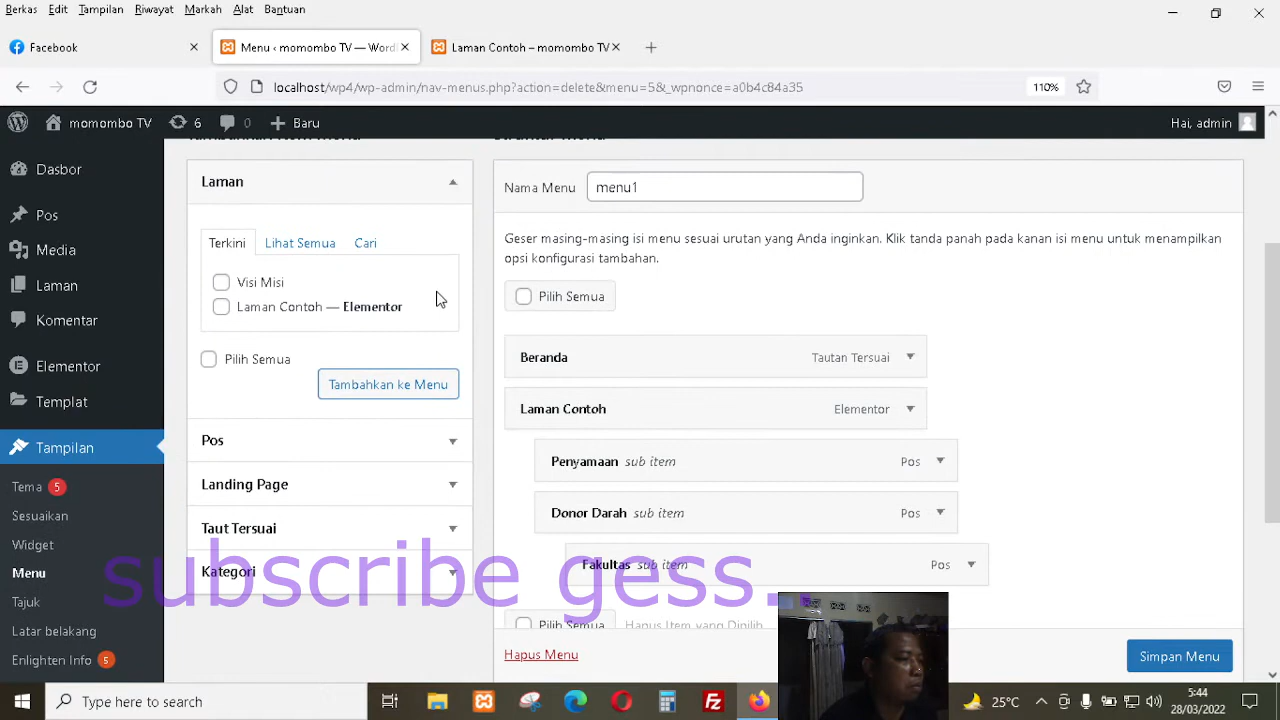 Berkas Edit Tampilan Riwayat Markah Alat Bantuan
Facebook
Menu ‹ momombo TV — Word
Laman Contoh – momombo TV
localhost/wp4/wp-admin/nav-menus.php?action=delete&menu=5&_wpnonce=a0b4c84a35
110%
momombo TV 6 0 Baru
Hai, admin
Dasbor
Pos
Media
Laman
Komentar
Elementor
Templat
Tampilan
Tema 5
Sesuaikan
Widget
Menu
Tajuk
Latar belakang
Enlighten Info 5
Laman
Terkini Lihat Semua Cari
Visi Misi
Laman Contoh — Elementor
Pilih Semua
Tambahkan ke Menu
Pos
Landing Page
Taut Tersuai
Kategori
Nama Menu menu1
Geser masing-masing isi menu sesuai urutan yang Anda inginkan. Klik tanda panah pada kanan isi menu untuk menampilkan
opsi konfigurasi tambahan.
Pilih Semua
Beranda Tautan Tersuai
Laman Contoh Elementor
Penyamaan sub item Pos
Donor Darah sub item Pos
Fakultas sub item Pos
Pilih Semua Hapus Item yang Dipilih
Hapus Menu
Simpan Menu
subscribe gess..
Type here to search
25°C
5:44
28/03/2022